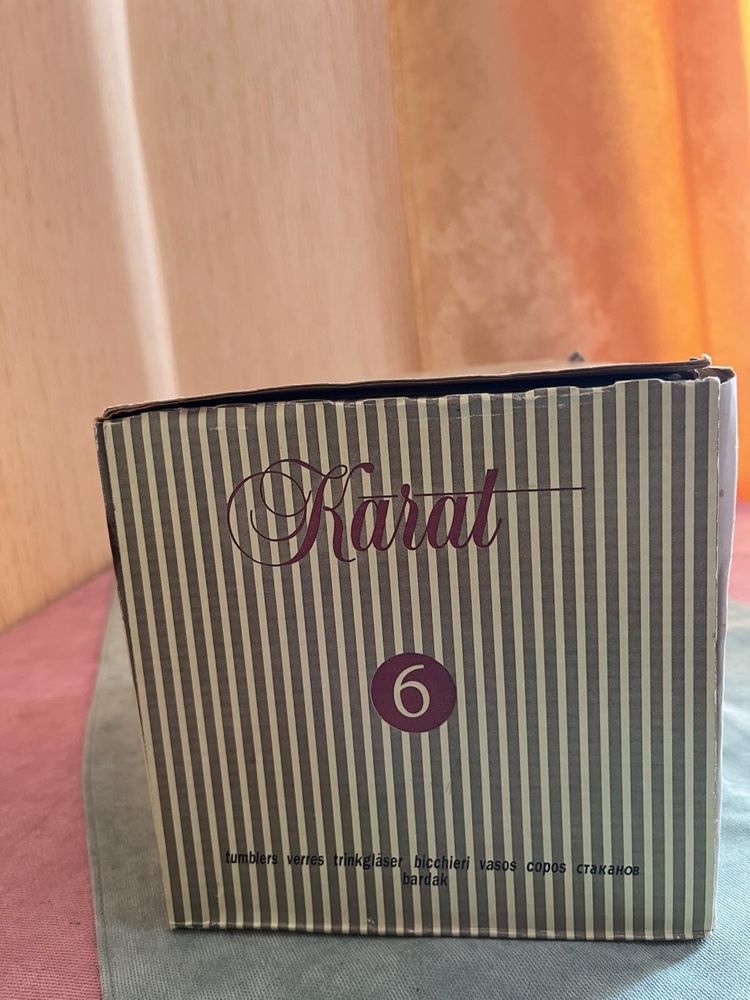 Karat
6
tumblers verres trinkgläser bicchieri vasos copos стаканов
bardak